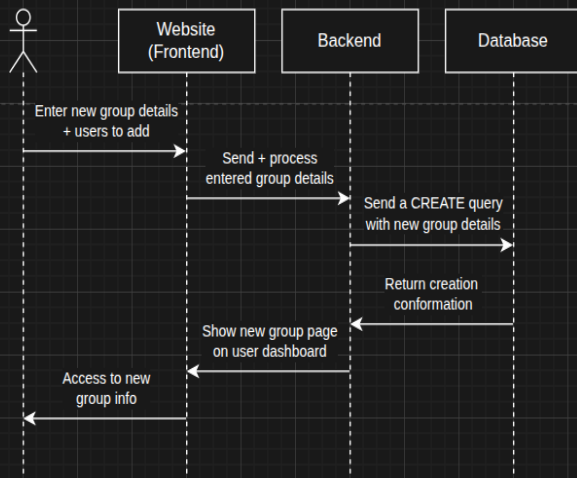 Website
(Frontend)
Backend
Database
Enter new group details
+ users to add
Send + process
entered group details
Send a CREATE query
with new group details
Return creation
conformation
Show new group page
on user dashboard
Access to new
group info